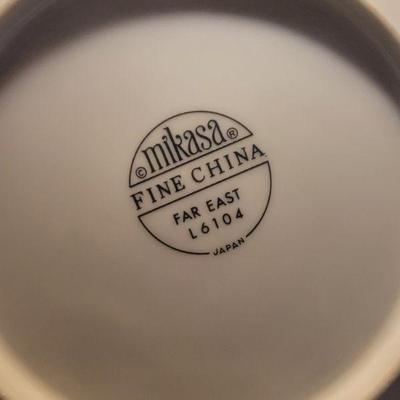 © mikasa ®
FINE CHINA
FAR EAST
L6104
JAPAN